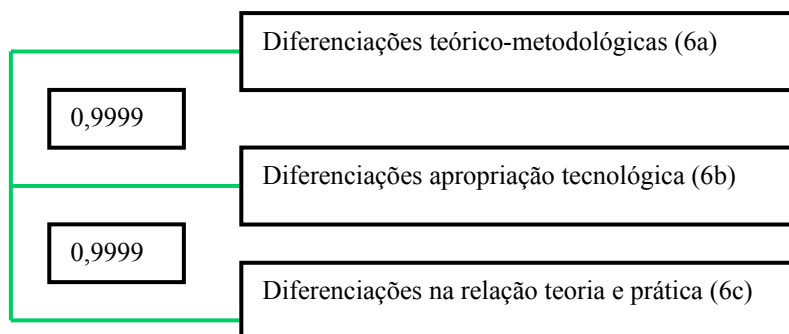 Diferenciações teórico-metodológicas (6a)
0,9999
Diferenciações apropriação tecnológica (6b)
0,9999
Diferenciações na relação teoria e prática (6c)